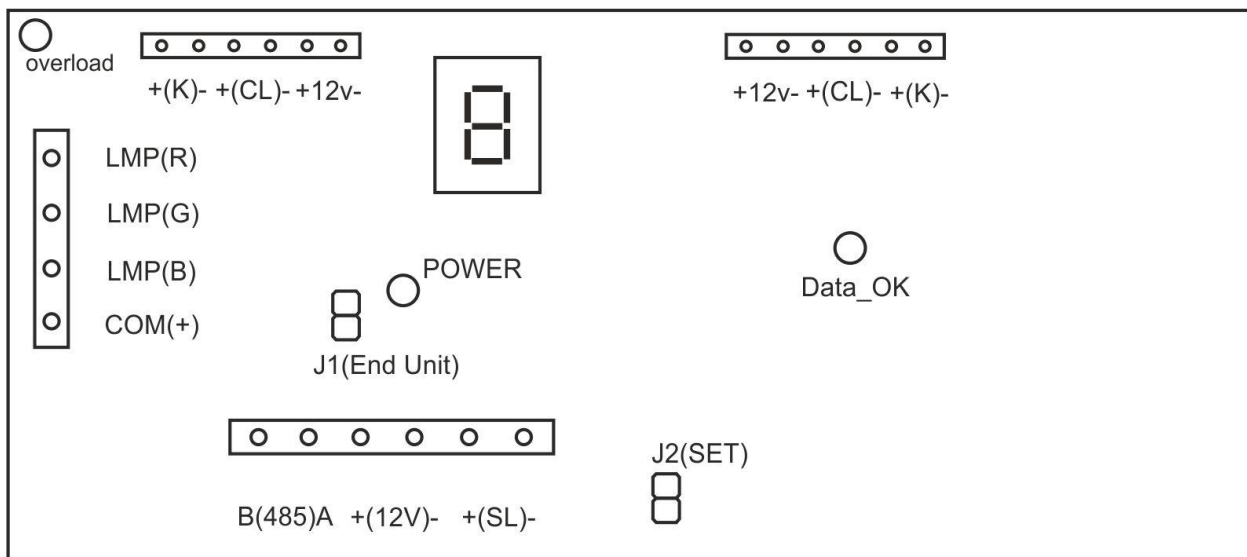 overload
+(K)- +(CL)- +12v-
+12v- +(CL)- +(K)-
8
LMP(R)
LMP(G)
LMP(B)
COM(+)
POWER
Data_OK
J1(End Unit)
J2(SET)
B(485)A +(12V)- +(SL)-